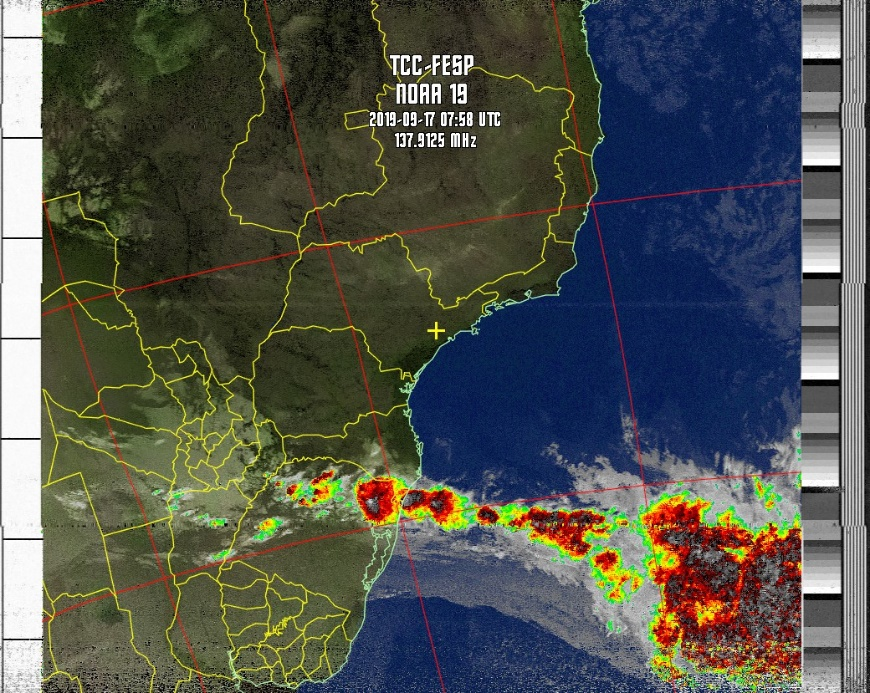 TCC-FESP
NOAA 19
2019-09-17 07:58 UTC
137.9125 MHz